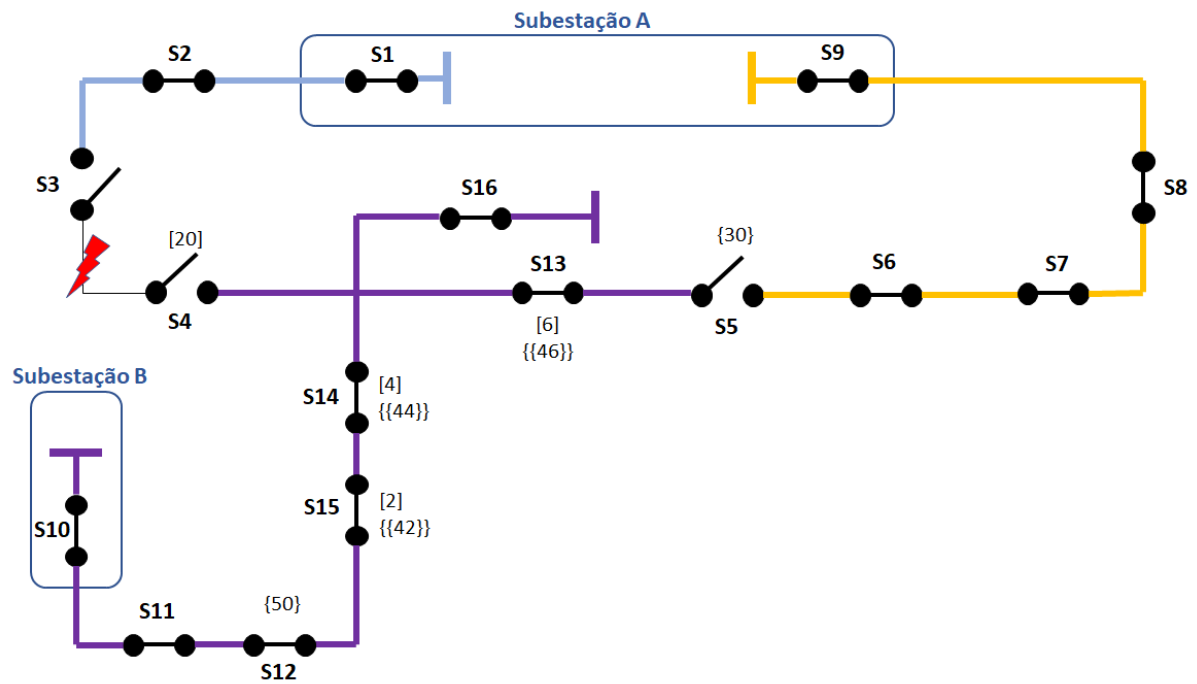 Subestação A
S2
S1
S9
S3
S16
S8
[20]
{30}
S13
S6
S7
S4
S5
[6]
{{46}}
Subestação B
S14
[4]
{{44}}
S15
[2]
{{42}}
S10
S11
{50}
S12